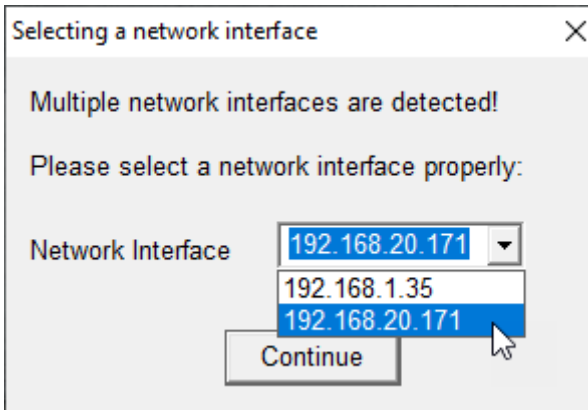 Selecting a network interface
Multiple network interfaces are detected!
Please select a network interface properly:
Network Interface 192.168.20.171
192.168.1.35
192.168.20.171
Continue